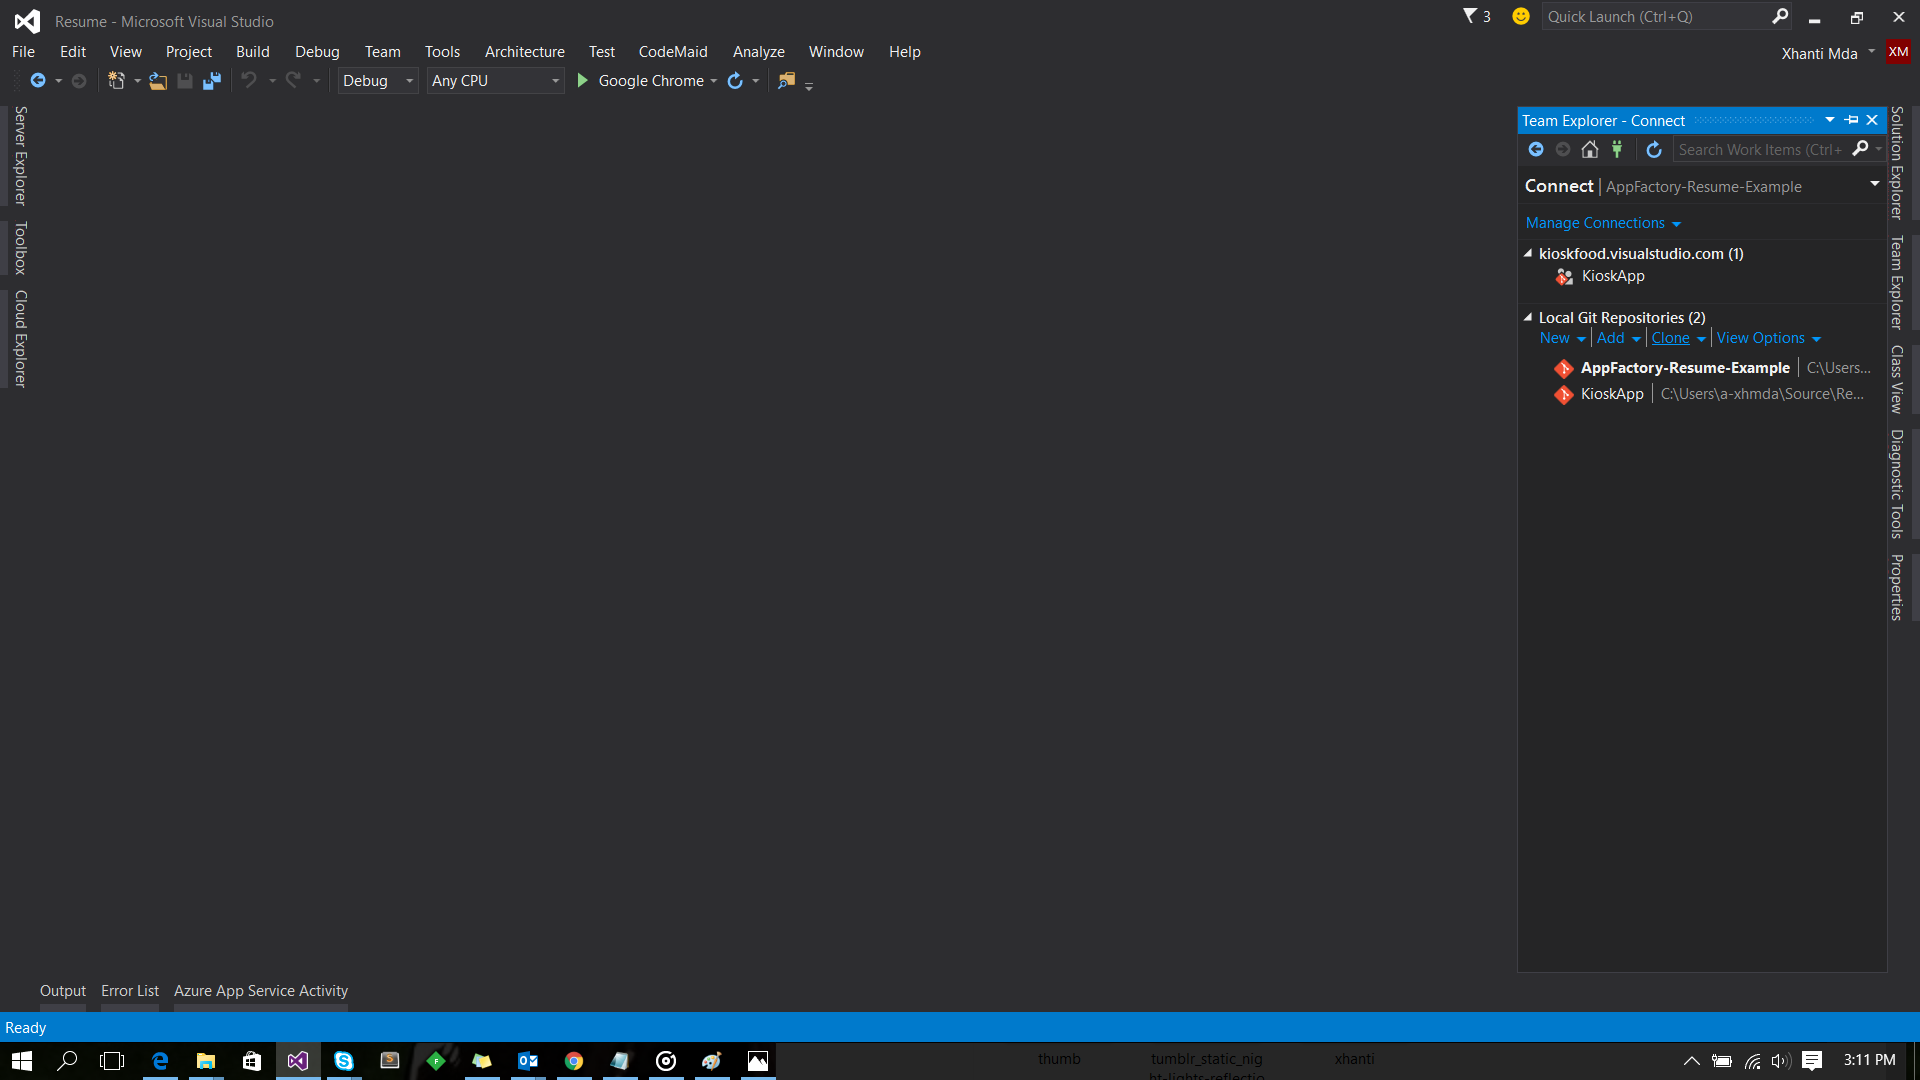 Resume - Microsoft Visual Studio
3
Quick Launch (Ctrl+Q)
File Edit View Project Build Debug Team Tools Architecture Test CodeMaid Analyze Window Help
Xhanti Mda XM
Debug Any CPU Google Chrome
Server Explorer
Toolbox
Cloud Explorer
Team Explorer - Connect
Search Work Items (Ctrl+
Connect | AppFactory-Resume-Example
Manage Connections
kioskfood.visualstudio.com (1)
KioskApp
Local Git Repositories (2)
New Add Clone View Options
AppFactory-Resume-Example C:\Users...
KioskApp C:\Users\a-xhmda\Source\Re...
Solution Explorer
Team Explorer
Class View
Diagnostic Tools
Properties
Output Error List Azure App Service Activity
Ready
thumb tumblr_static_nig xhanti
ht-lights-reflectio
3:11 PM